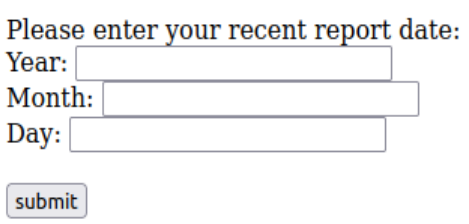 Please enter your recent report date:
Year:
Month:
Day:
submit